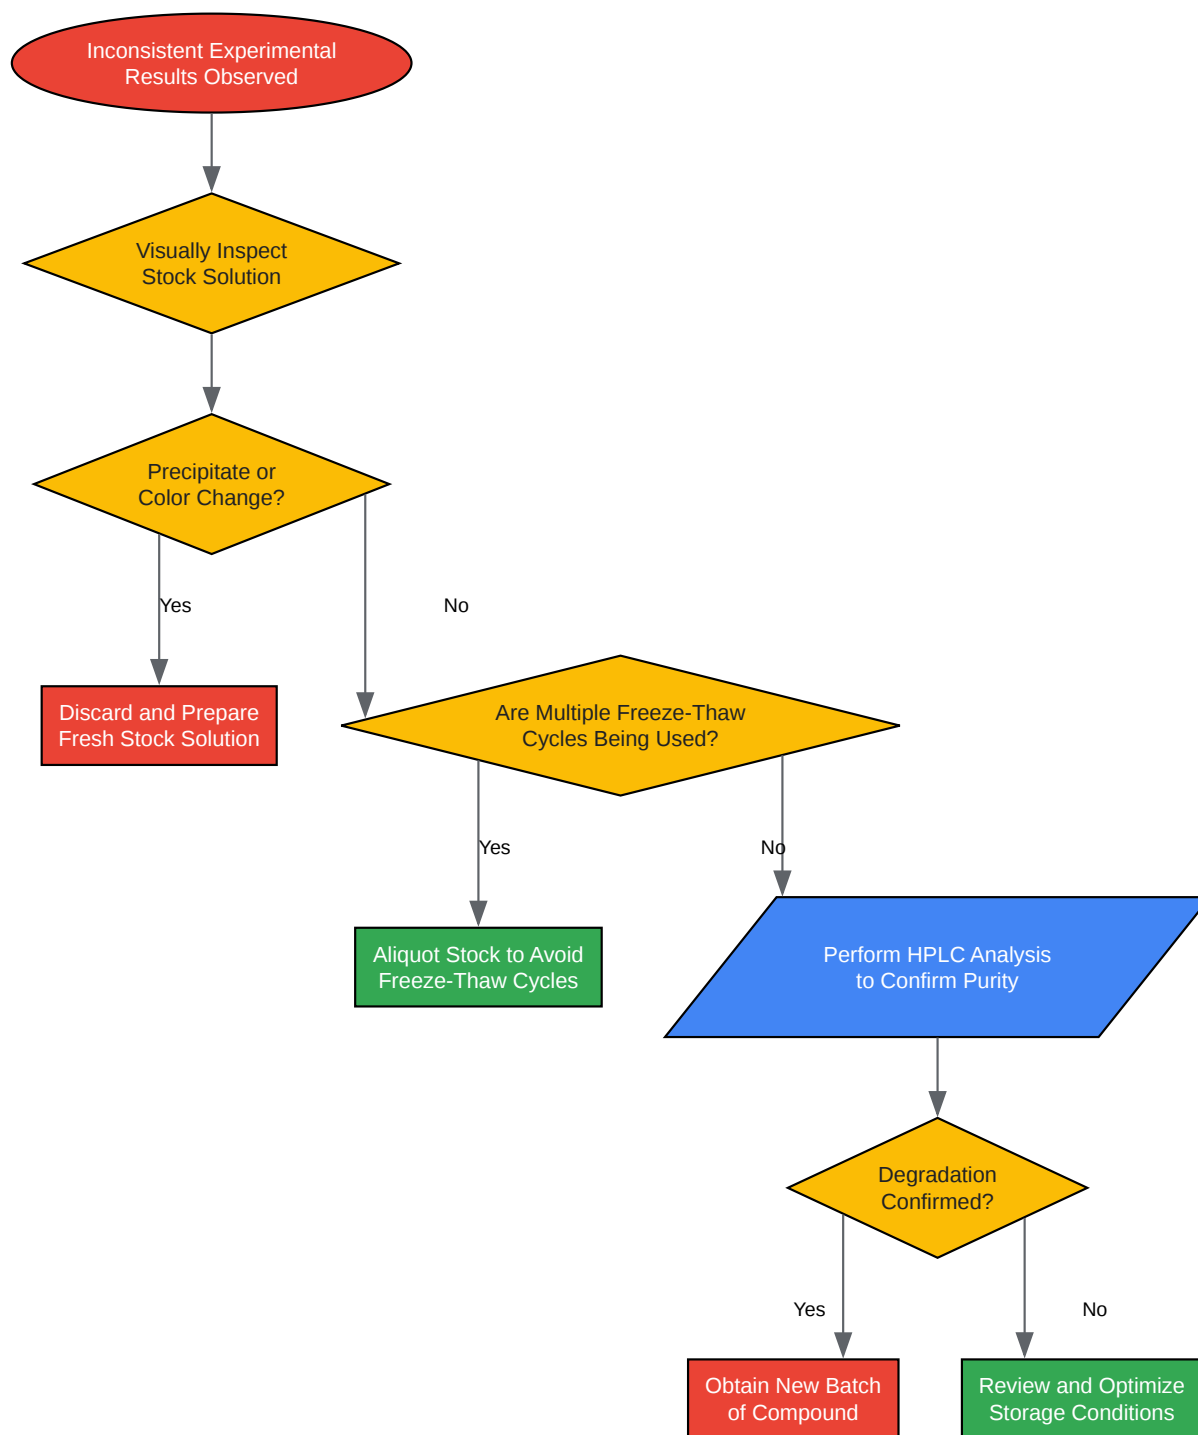 Inconsistent Experimental
Results Observed
Visually Inspect
Stock Solution
Precipitate or
Color Change?
Yes
No
Discard and Prepare
Fresh Stock Solution
Are Multiple Freeze-Thaw
Cycles Being Used?
Yes
No
Aliquot Stock to Avoid
Freeze-Thaw Cycles
Perform HPLC Analysis
to Confirm Purity
Degradation
Confirmed?
Yes
No
Obtain New Batch
of Compound
Review and Optimize
Storage Conditions